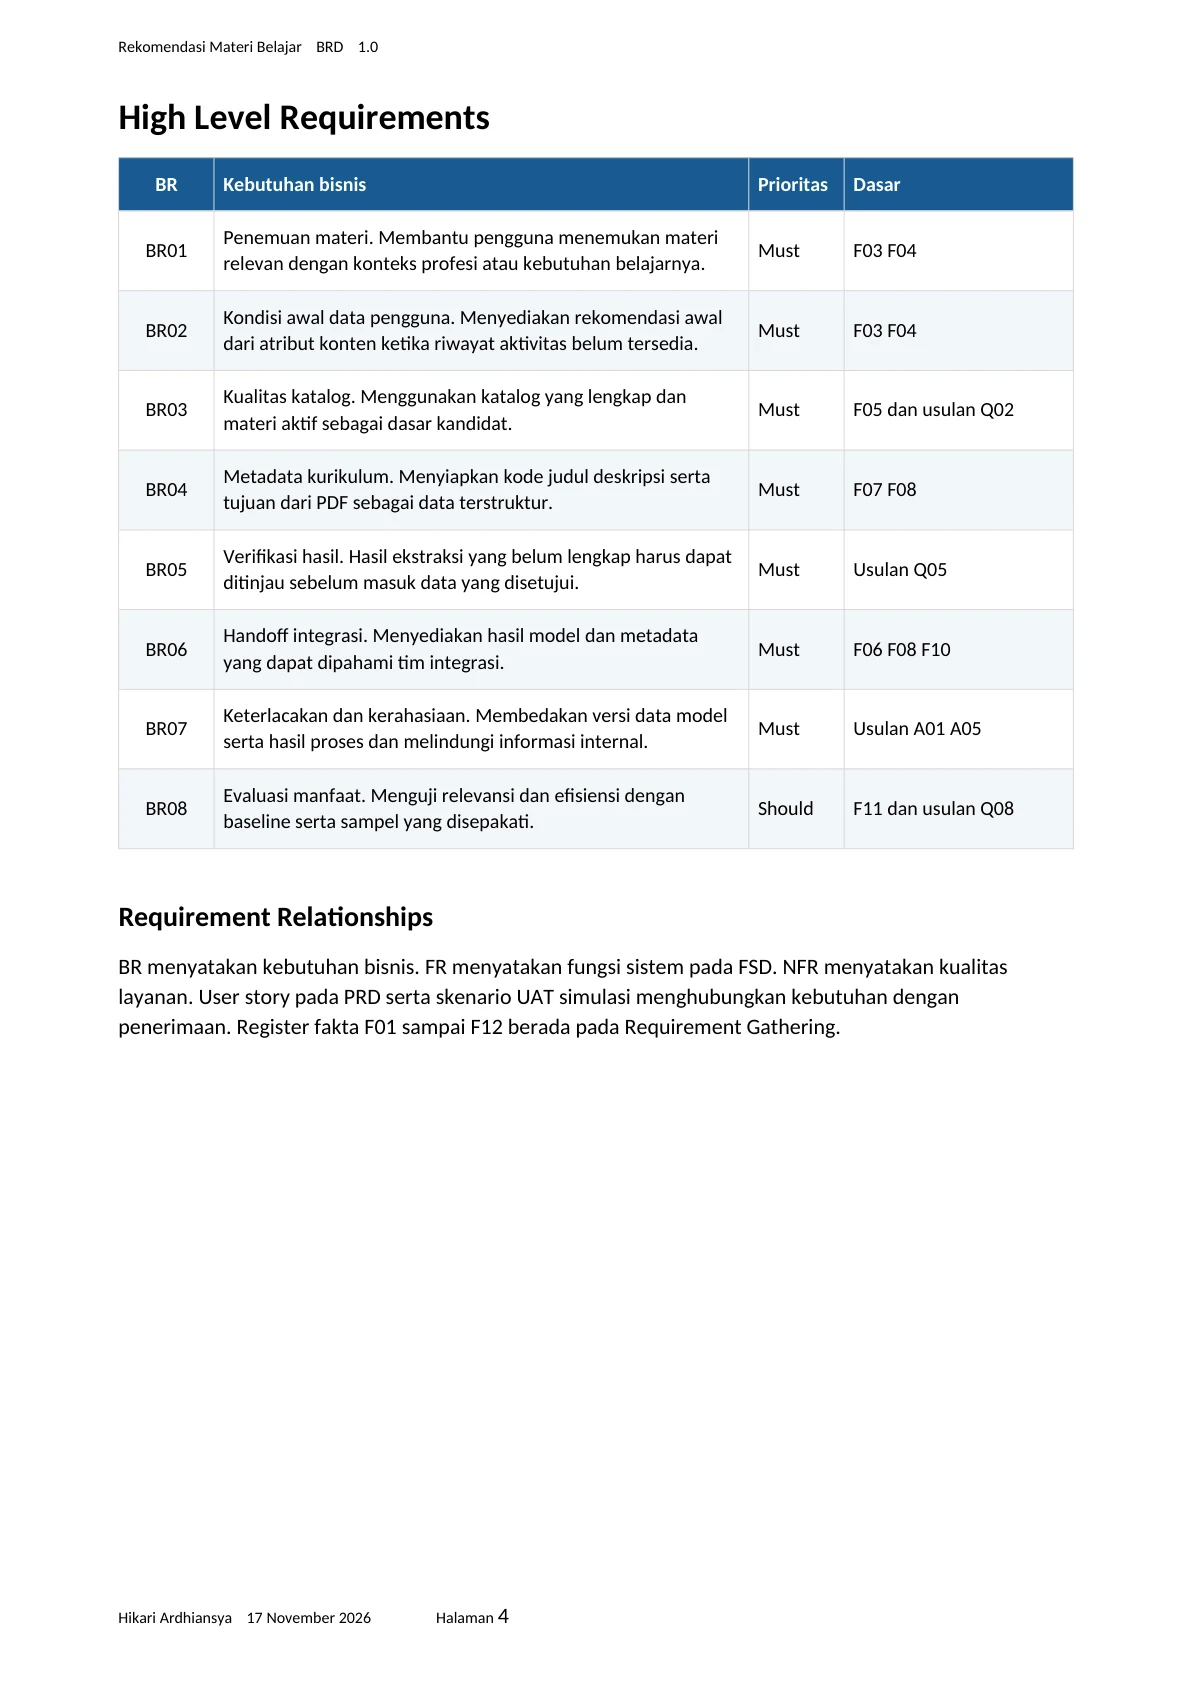 Rekomendasi Materi Belajar BRD 1.0
High Level Requirements
BR Kebutuhan bisnis Prioritas Dasar
BR01 Penemuan materi. Membantu pengguna menemukan materi relevan dengan konteks profesi atau kebutuhan belajarnya. Must F03 F04
BR02 Kondisi awal data pengguna. Menyediakan rekomendasi awal dari atribut konten ketika riwayat aktivitas belum tersedia. Must F03 F04
BR03 Kualitas katalog. Menggunakan katalog yang lengkap dan materi aktif sebagai dasar kandidat. Must F05 dan usulan Q02
BR04 Metadata kurikulum. Menyiapkan kode judul deskripsi serta tujuan dari PDF sebagai data terstruktur. Must F07 F08
BR05 Verifikasi hasil. Hasil ekstraksi yang belum lengkap harus dapat ditinjau sebelum masuk data yang disetujui. Must Usulan Q05
BR06 Handoff integrasi. Menyediakan hasil model dan metadata yang dapat dipahami tim integrasi. Must F06 F08 F10
BR07 Keterlacakan dan kerahasiaan. Membedakan versi data model serta hasil proses dan melindungi informasi internal. Must Usulan A01 A05
BR08 Evaluasi manfaat. Menguji relevansi dan efisiensi dengan baseline serta sampel yang disepakati. Should F11 dan usulan Q08
Requirement Relationships
BR menyatakan kebutuhan bisnis. FR menyatakan fungsi sistem pada FSD. NFR menyatakan kualitas
layanan. User story pada PRD serta skenario UAT simulasi menghubungkan kebutuhan dengan
penerimaan. Register fakta F01 sampai F12 berada pada Requirement Gathering.
Hikari Ardhiansya 17 November 2026 Halaman 4